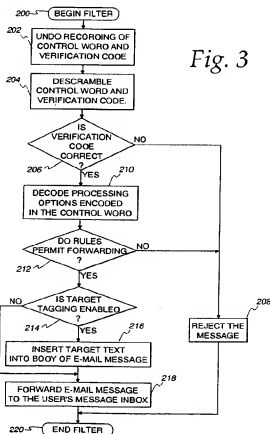 200
BEGIN FILTER
202
UNDO RECORDING OF
CONTROL WORD AND
VERIFICATION CODE
Fig. 3
204
DESCRAMBLE
CONTROL WORD AND
VERIFICATION CODE.
IS
VERIFICATION
CODE
CORRECT
?
NO
206
YES
210
DECODE PROCESSING
OPTIONS ENCODED
IN THE CONTROL WORD
DO RULES
PERMIT FORWARDING
?
NO
212
YES
NO
IS TARGET
TAGGING ENABLED
?
214
YES
216
208
REJECT THE
MESSAGE
INSERT TARGET TEXT
INTO BODY OF E-MAIL MESSAGE
218
FORWARD E-MAIL MESSAGE
TO THE USER'S MESSAGE INBOX
220
END FILTER